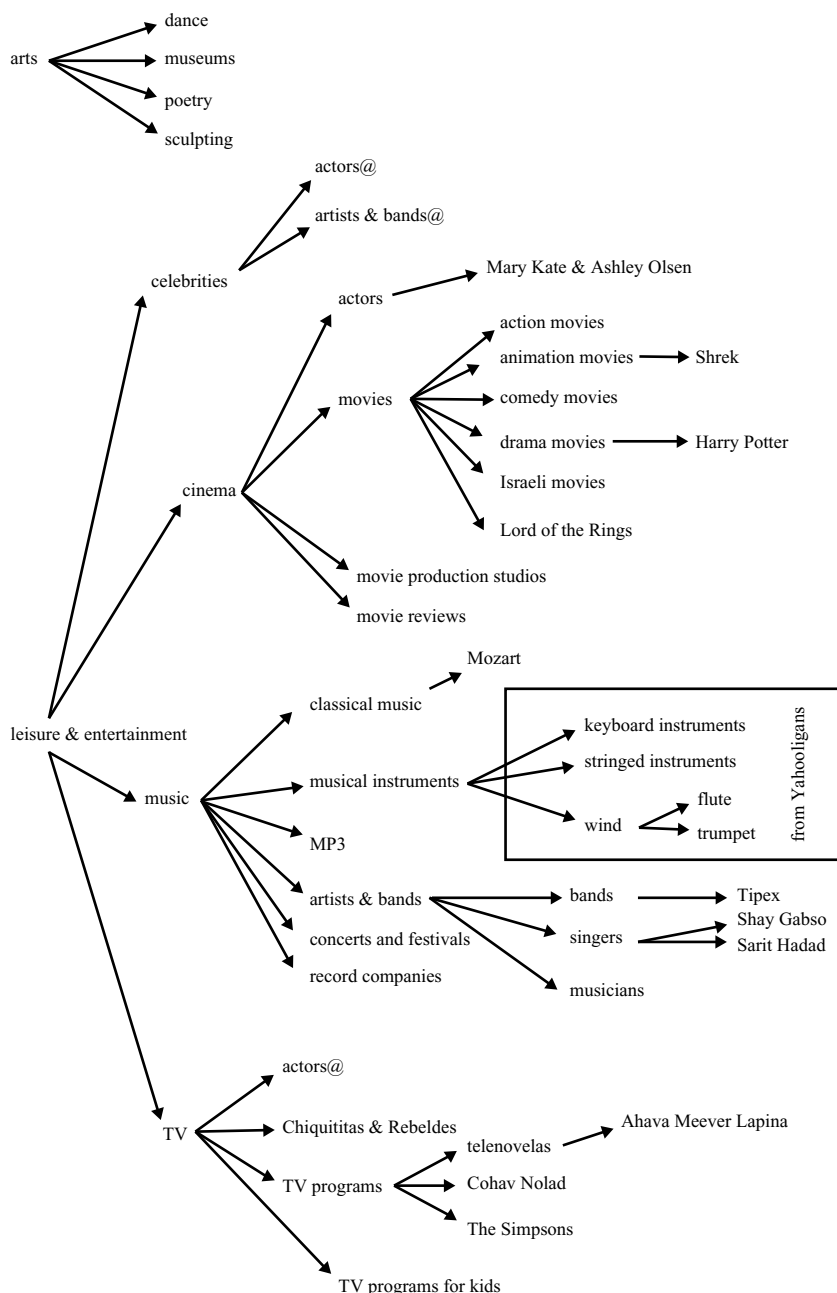 arts
dance
museums
poetry
sculpting
leisure & entertainment
celebrities
actors@
artists & bands@
cinema
actors
Mary Kate & Ashley Olsen
movies
action movies
animation movies
Shrek
comedy movies
drama movies
Harry Potter
Israeli movies
Lord of the Rings
movie production studios
movie reviews
music
classical music
Mozart
musical instruments
keyboard instruments
stringed instruments
wind
flute
trumpet
from Yahooligans
MP3
artists & bands
bands
Tipex
singers
Shay Gabso
Sarit Hadad
musicians
concerts and festivals
record companies
TV
actors@
Chiquititas & Rebeldes
TV programs
telenovelas
Ahava Meever Lapina
Cohav Nolad
The Simpsons
TV programs for kids